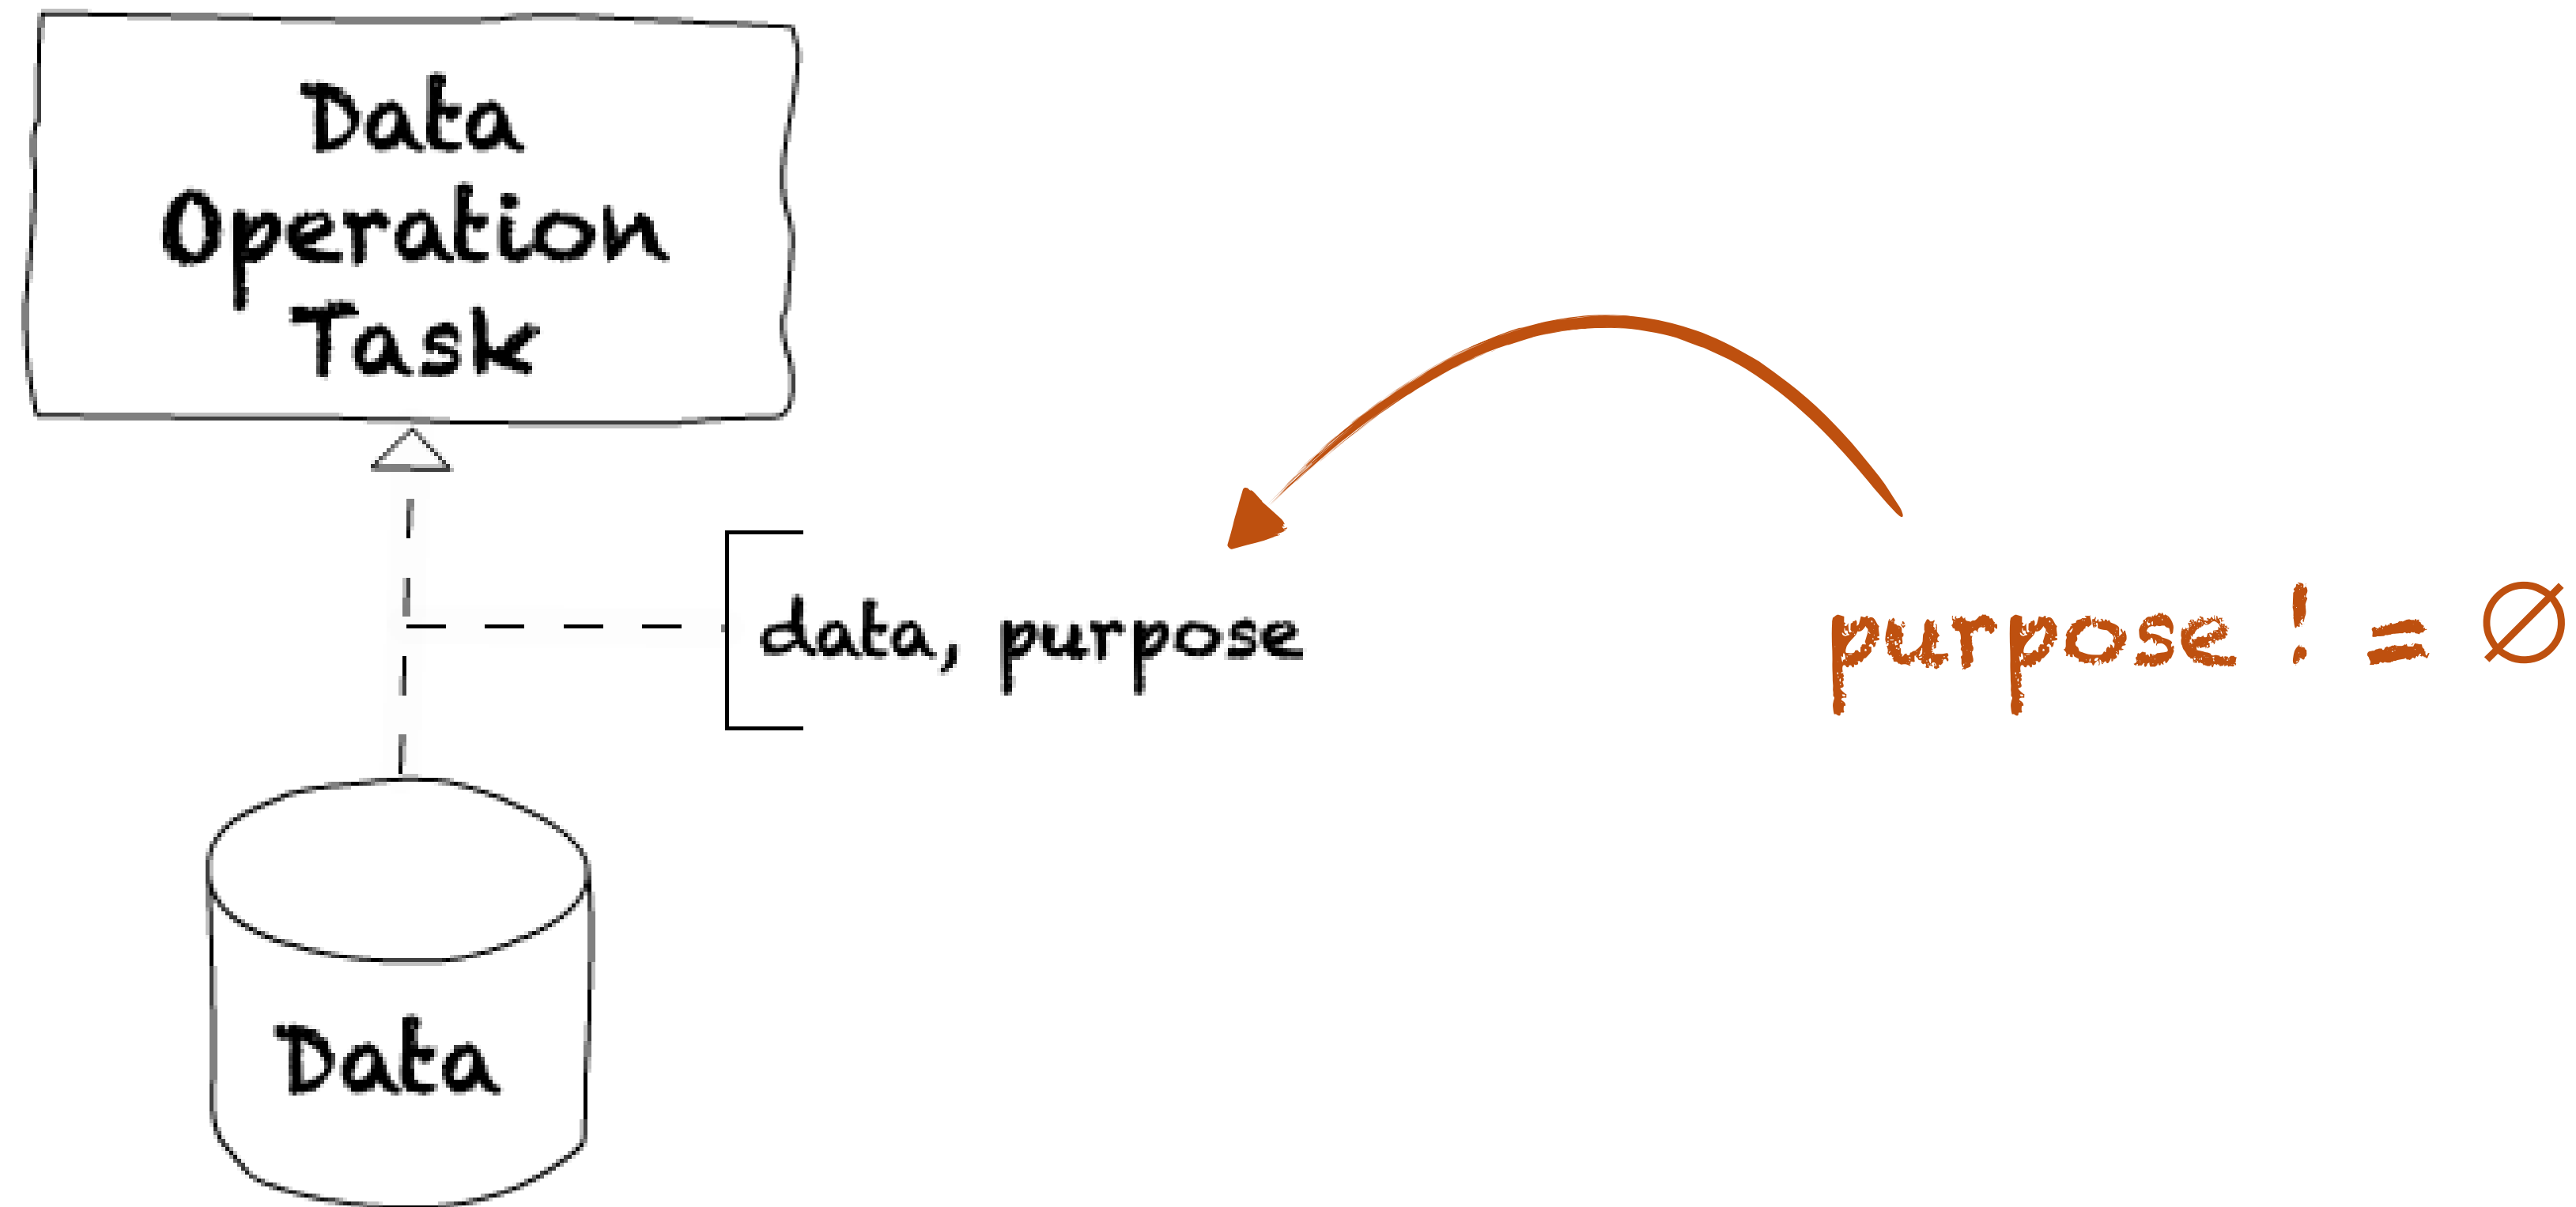 Data
Operation
Task
data, purpose
purpose != ∅
Data